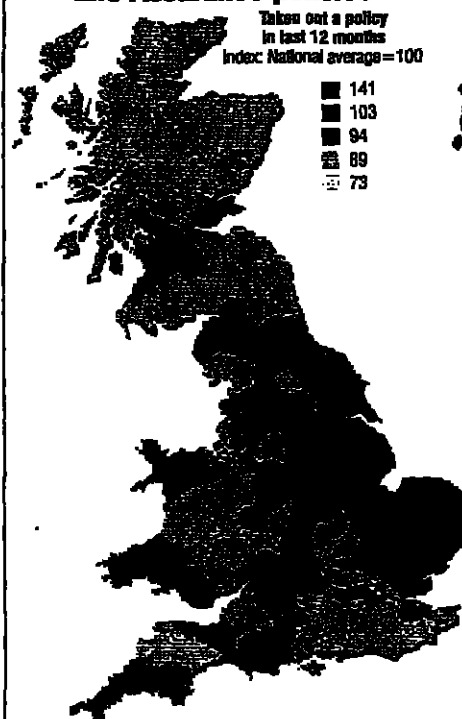 Taken out a policy
in last 12 months
Index: National average=100
141
103
94
89
73